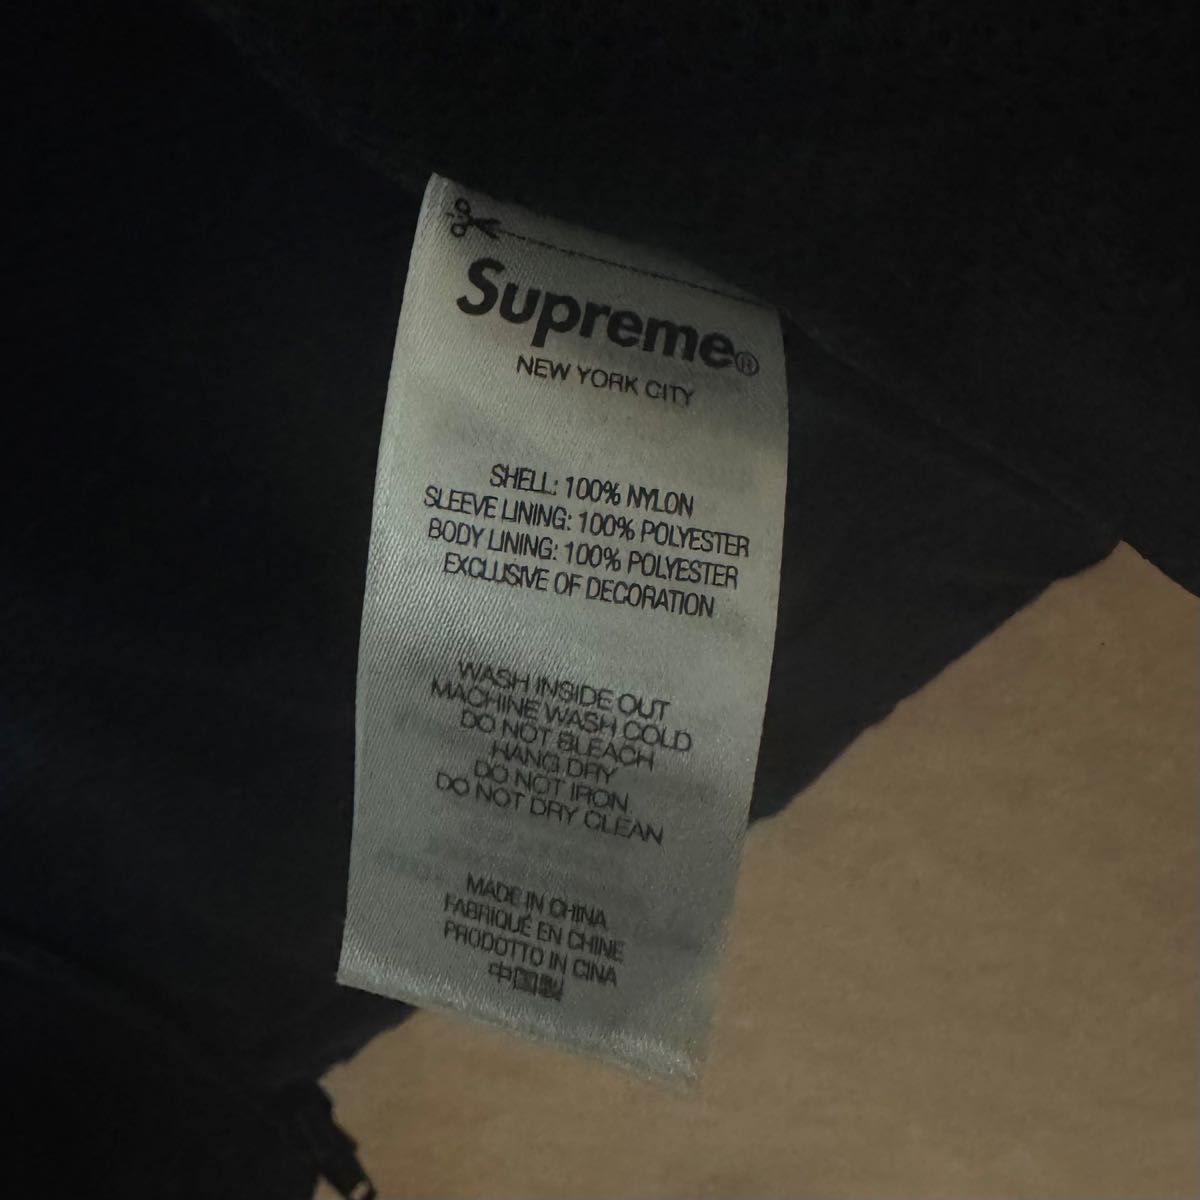 Supreme®
NEW YORK CITY
SHELL: 100% NYLON
SLEEVE LINING: 100% POLYESTER
BODY LINING: 100% POLYESTER
EXCLUSIVE OF DECORATION
WASH INSIDE OUT
MACHINE WASH COLD
DO NOT BLEACH
HANG DRY
DO NOT IRON
DO NOT DRY CLEAN
MADE IN CHINA
FABRIQUÉ EN CHINE
PRODOTTO IN CINA
中国製